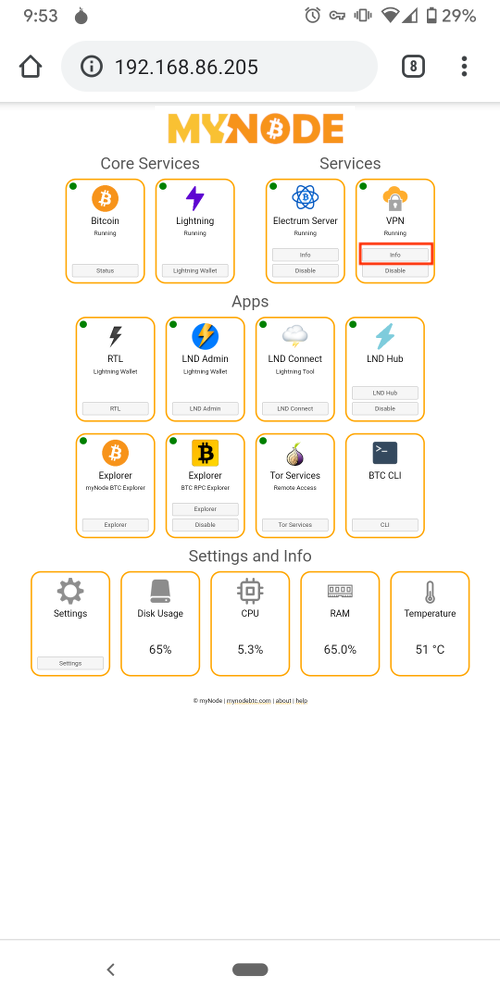 9:53
29%
192.168.86.205
8
MYNODE
Core Services
Services
Bitcoin
Running
Status
Lightning
Running
Lightning Wallet
Electrum Server
Running
Info
Disable
VPN
Running
Info
Disable
Apps
RTL
Lightning Wallet
RTL
LND Admin
Lightning Wallet
LND Admin
LND Connect
Lightning Tool
LND Connect
LND Hub
LND Hub
Disable
Explorer
myNode BTC Explorer
Explorer
Explorer
BTC RPC Explorer
Explorer
Disable
Tor Services
Remote Access
Tor Services
>_
BTC CLI
CLI
Settings and Info
Settings
Settings
Disk Usage
65%
CPU
5.3%
RAM
65.0%
Temperature
51 °C
© myNode | mynodebtc.com | about | help